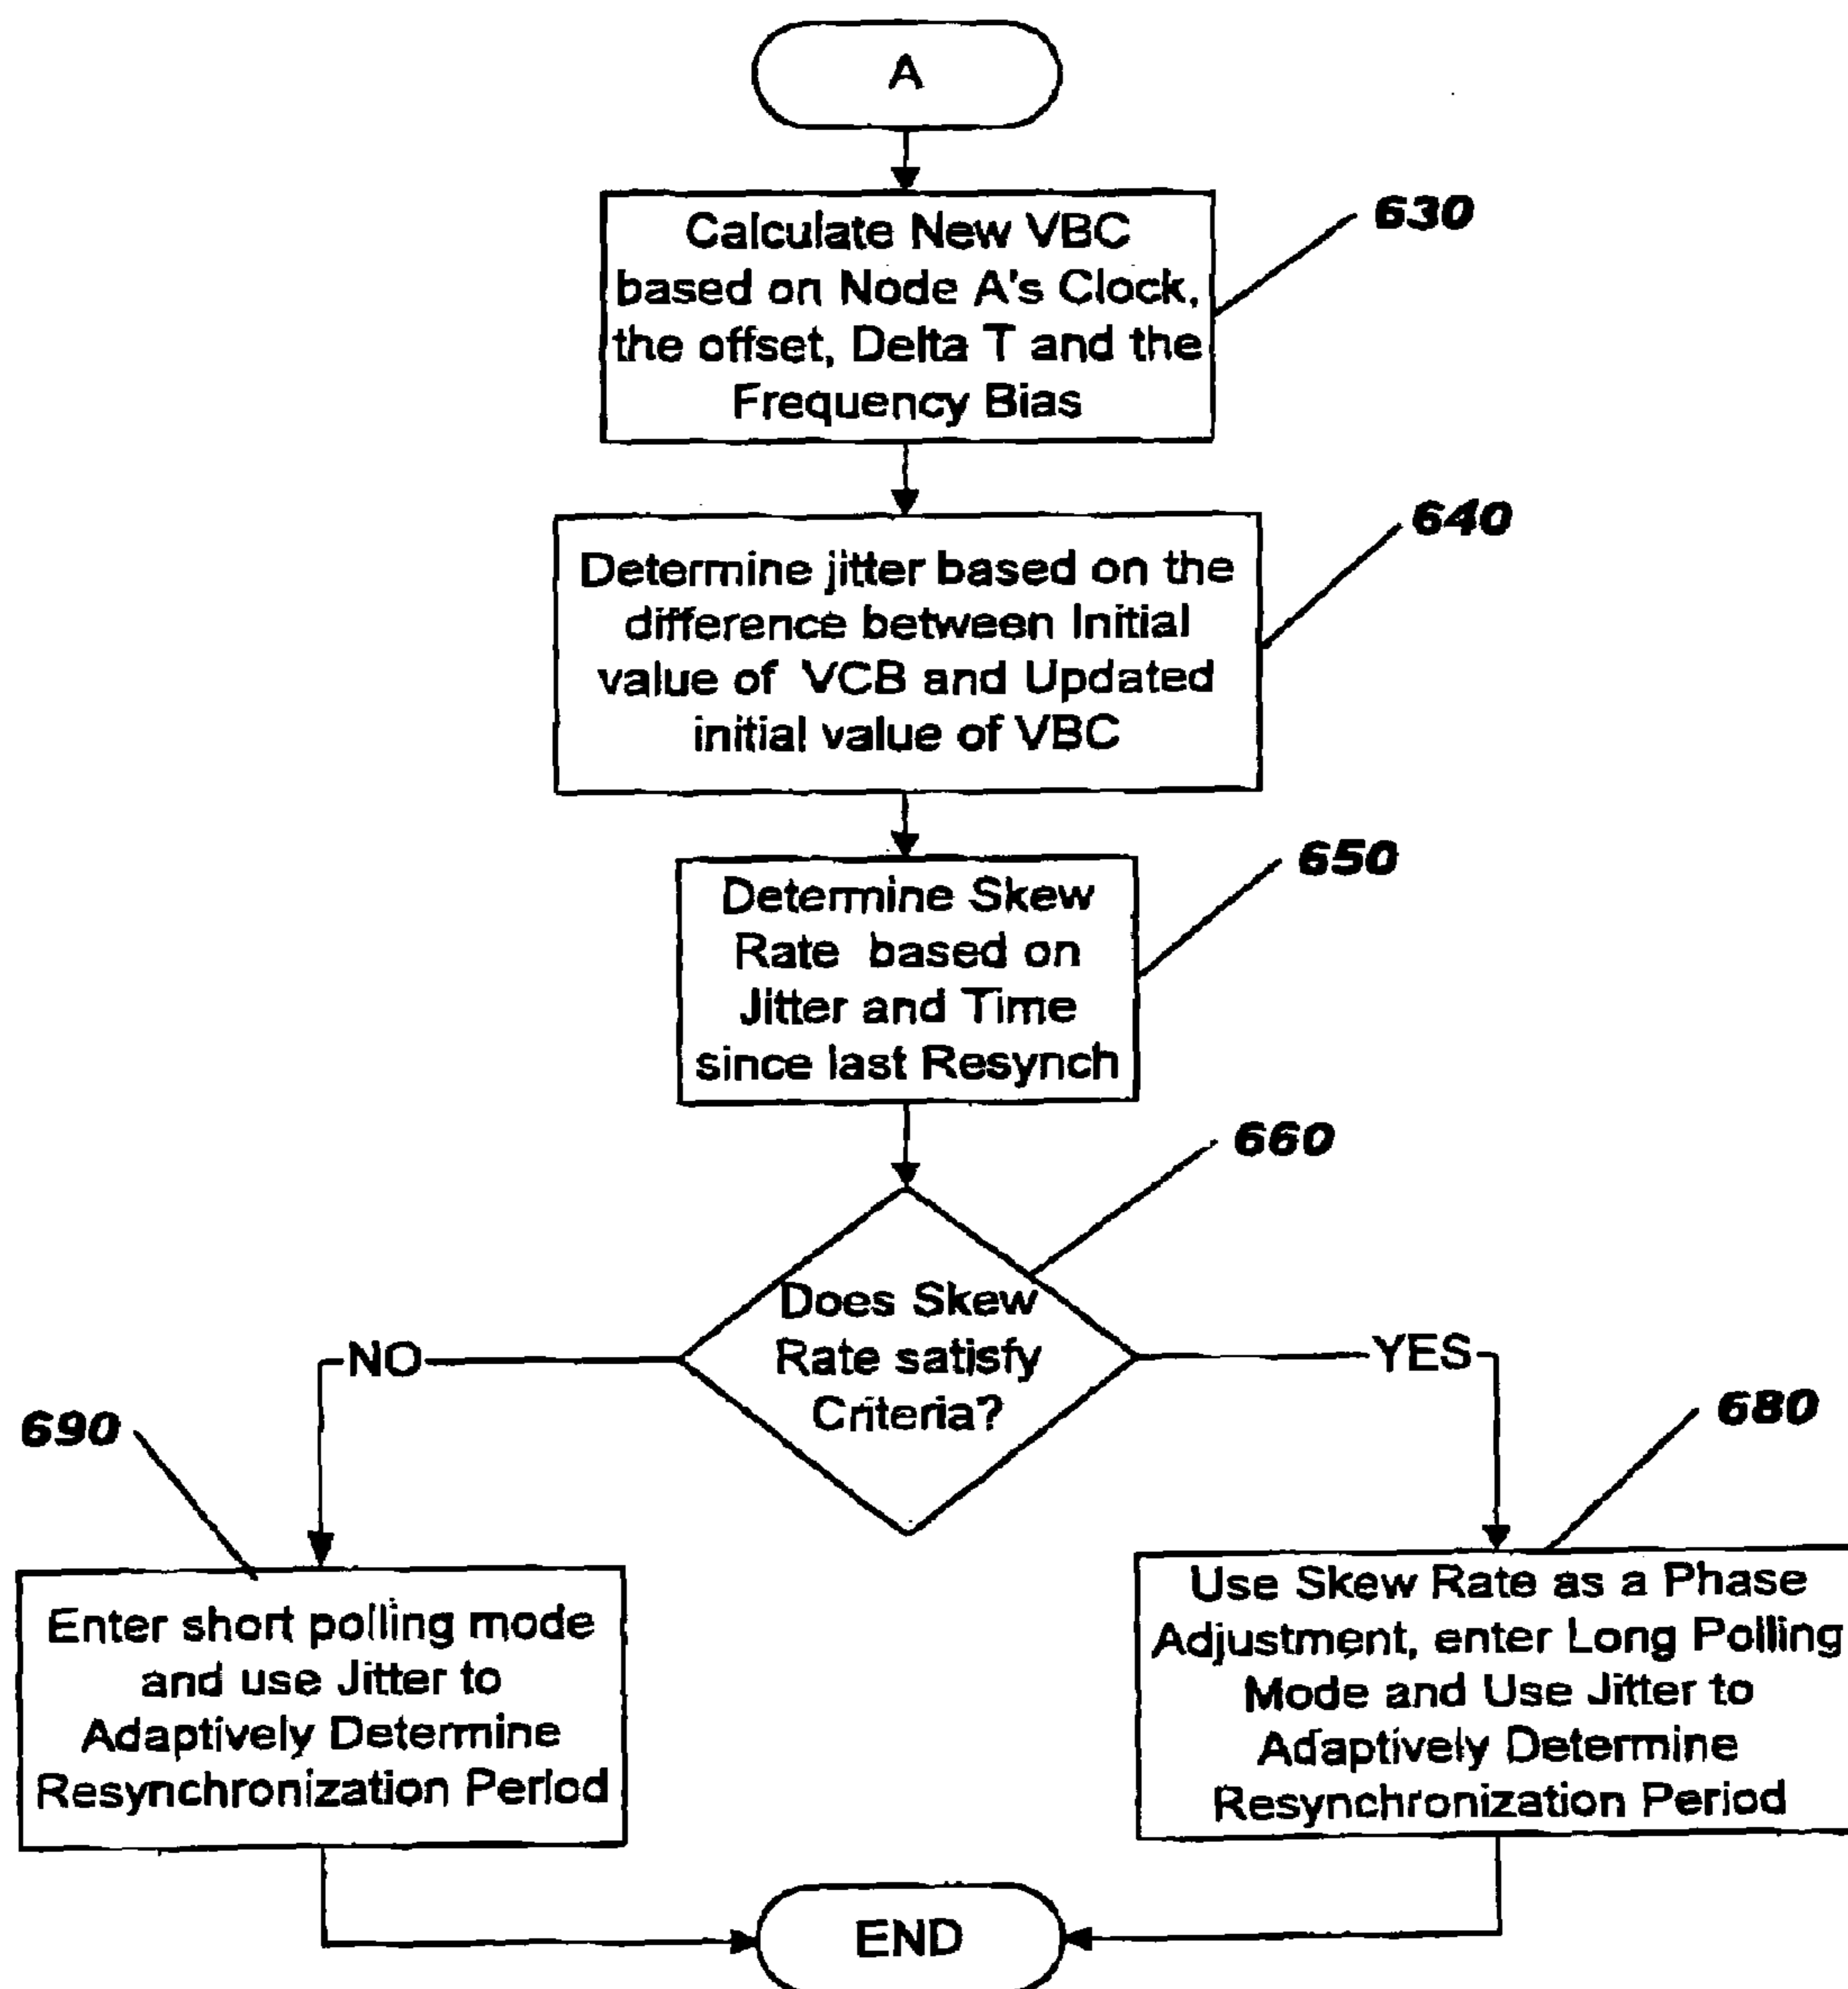 A
630
Calculate New VBC
based on Node A's Clock,
the offset, Delta T and the
Frequency Bias
640
Determine jitter based on the
difference between Initial
value of VCB and Updated
initial value of VBC
650
Determine Skew
Rate based on
Jitter and Time
since last Resynch
660
Does Skew
Rate satisfy
Criteria?
NO
YES
690
680
Enter short polling mode
and use Jitter to
Adaptively Determine
Resynchronization Period
Use Skew Rate as a Phase
Adjustment, enter Long Polling
Mode and Use Jitter to
Adaptively Determine
Resynchronization Period
END